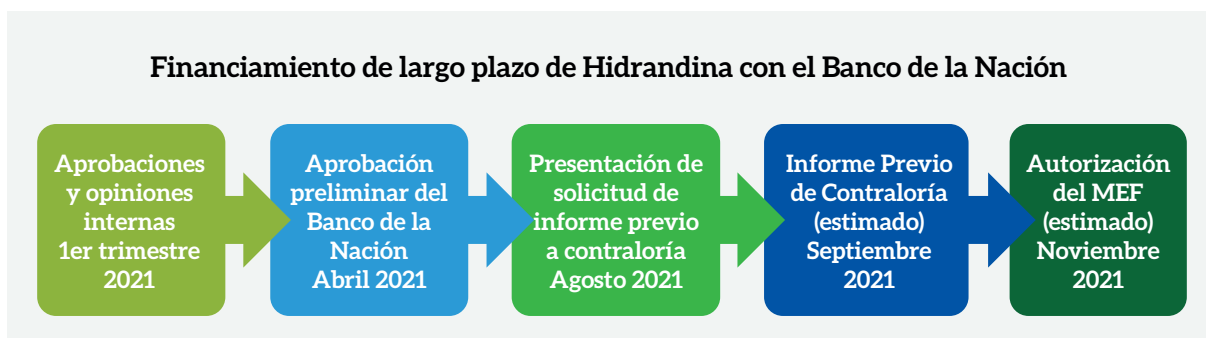 Financiamiento de largo plazo de Hidrandina con el Banco de la Nación
Aprobaciones
y opiniones
internas
1er trimestre
2021
Aprobación
preliminar del
Banco de la
Nación
Abril 2021
Presentación de
solicitud de
informe previo
a contraloría
Agosto 2021
Informe Previo
de Contraloría
(estimado)
Septiembre
2021
Autorización
del MEF
(estimado)
Noviembre
2021